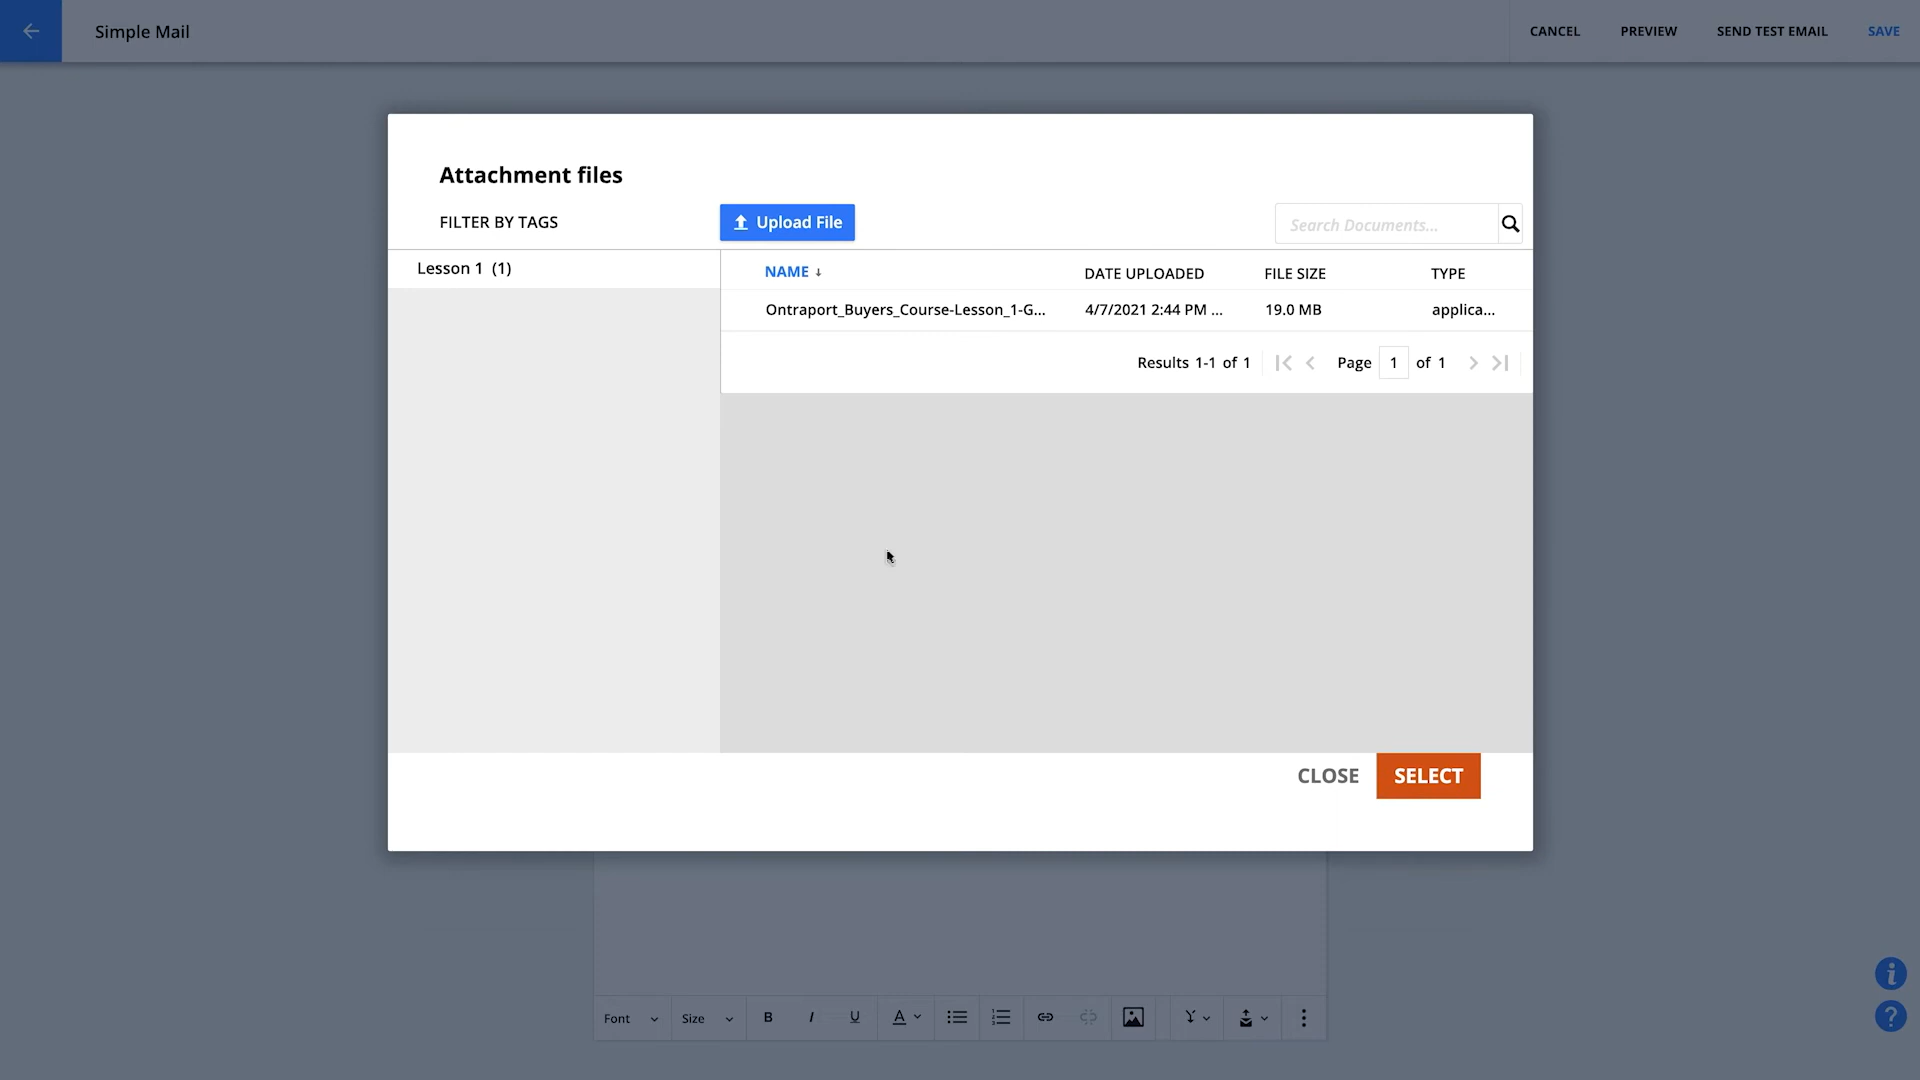 Simple Mail
CANCEL PREVIEW SEND TEST EMAIL SAVE
Attachment files
FILTER BY TAGS
Upload File
Search Documents...
Lesson 1 (1)
NAME ↓ DATE UPLOADED FILE SIZE TYPE
Ontraport_Buyers_Course-Lesson_1-G... 4/7/2021 2:44 PM ... 19.0 MB applica...
Results 1-1 of 1 Page 1 of 1
CLOSE SELECT
Font Size B I U A